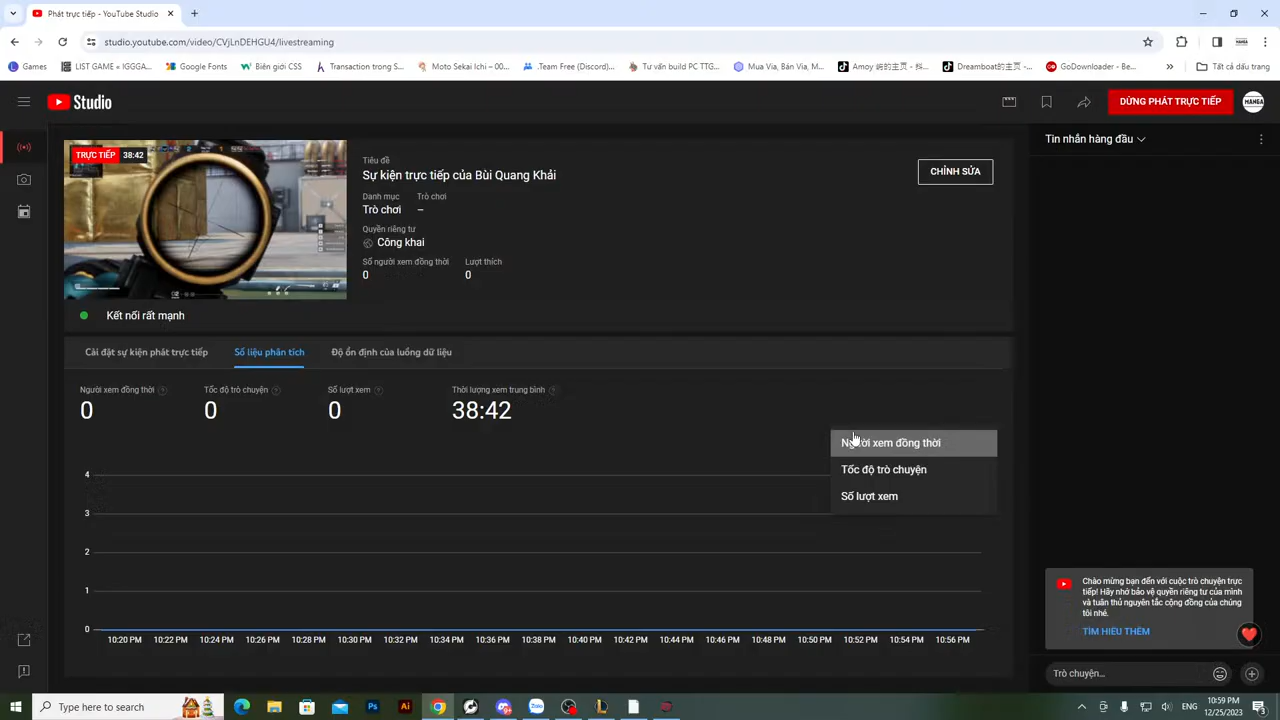 Phát trực tiếp - YouTube Studio
studio.youtube.com/video/CVjLnDEHGU4/livestreaming
Games
LIST GAME – IGGGA...
Google Fonts
Biên giới CSS
Transaction trong S...
Moto Sekai Ichi – 00...
.Team Free (Discord)...
Tư vấn build PC TTG...
Mua Via, Bán Via, M...
Amoy
Dreamboat的主页 - ...
GoDownloader - Be...
»
Tất cả dấu trang
Studio
DỪNG PHÁT TRỰC TIẾP
MANGA
TRỰC TIẾP 38:42
Tiêu đề
Sự kiện trực tiếp của Bùi Quang Khải
CHỈNH SỬA
Danh mục Trò chơi
Trò chơi –
Quyền riêng tư
Công khai
Số người xem đồng thời Lượt thích
0 0
Kết nối rất mạnh
Cài đặt sự kiện phát trực tiếp Số liệu phân tích Độ ổn định của luồng dữ liệu
Người xem đồng thời Tốc độ trò chuyện Số lượt xem Thời lượng xem trung bình
0 0 0 38:42
Người xem đồng thời
Tốc độ trò chuyện
Số lượt xem
4
3
2
1
0
10:20 PM 10:22 PM 10:24 PM 10:26 PM 10:28 PM 10:30 PM 10:32 PM 10:34 PM 10:36 PM 10:38 PM 10:40 PM 10:42 PM 10:44 PM 10:46 PM 10:48 PM 10:50 PM 10:52 PM 10:54 PM 10:56 PM
Tin nhắn hàng đầu
Chào mừng bạn đến với cuộc trò chuyện trực
tiếp! Hãy nhớ bảo vệ quyền riêng tư của mình
và tuân thủ nguyên tắc cộng đồng của chúng
tôi nhé.
TÌM HIỂU THÊM
Trò chuyện...
Type here to search
Ps
Ai
Zalo
ENG
10:59 PM
12/25/2023